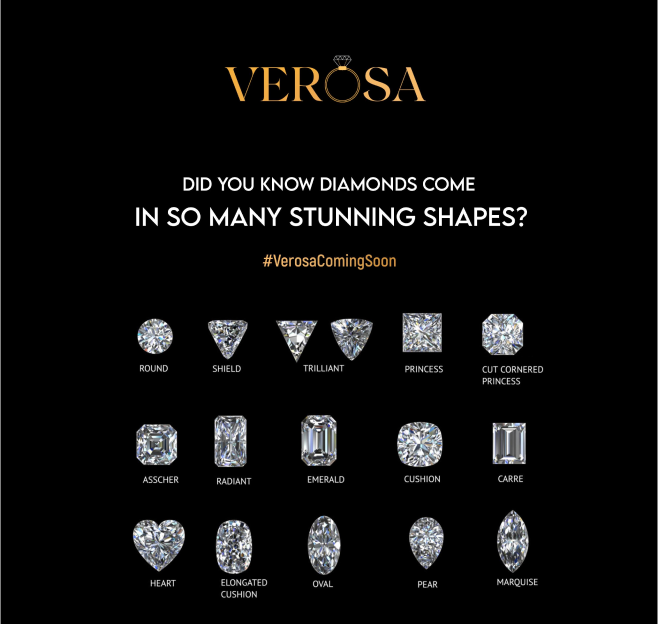 VEROSA
DID YOU KNOW DIAMONDS COME
IN SO MANY STUNNING SHAPES?
#VerosaComingSoon
ROUND
SHIELD
TRILLIANT
PRINCESS
CUT CORNERED
PRINCESS
ASSCHER
RADIANT
EMERALD
CUSHION
CARRE
HEART
ELONGATED
CUSHION
OVAL
PEAR
MARQUISE